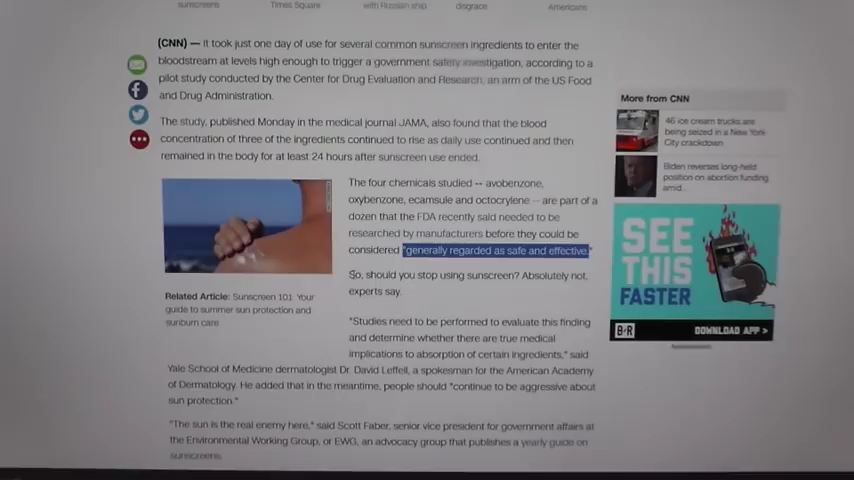 sunscreens Times Square with Russian ship disgrace Americans
(CNN) — It took just one day of use for several common sunscreen ingredients to enter the
bloodstream at levels high enough to trigger a government safety investigation, according to a
pilot study conducted by the Center for Drug Evaluation and Research, an arm of the US Food
and Drug Administration.
The study, published Monday in the medical journal JAMA, also found that the blood
concentration of three of the ingredients continued to rise as daily use continued and then
remained in the body for at least 24 hours after sunscreen use ended.
The four chemicals studied -- avobenzone,
oxybenzone, ecamsule and octocrylene -- are part of a
dozen that the FDA recently said needed to be
researched by manufacturers before they could be
considered "generally regarded as safe and effective."
So, should you stop using sunscreen? Absolutely not,
experts say.
Related Article: Sunscreen 101: Your
guide to summer sun protection and
sunburn care
"Studies need to be performed to evaluate this finding
and determine whether there are true medical
implications to absorption of certain ingredients," said
Yale School of Medicine dermatologist Dr. David Leffell, a spokesman for the American Academy
of Dermatology. He added that in the meantime, people should "continue to be aggressive about
sun protection."
"The sun is the real enemy here," said Scott Faber, senior vice president for government affairs at
the Environmental Working Group, or EWG, an advocacy group that publishes a yearly guide on
sunscreens.
More from CNN
46 ice cream trucks are
being seized in a New York
City crackdown
Biden reverses long-held
position on abortion funding
amid...
SEE
THIS
FASTER
B/R DOWNLOAD APP >